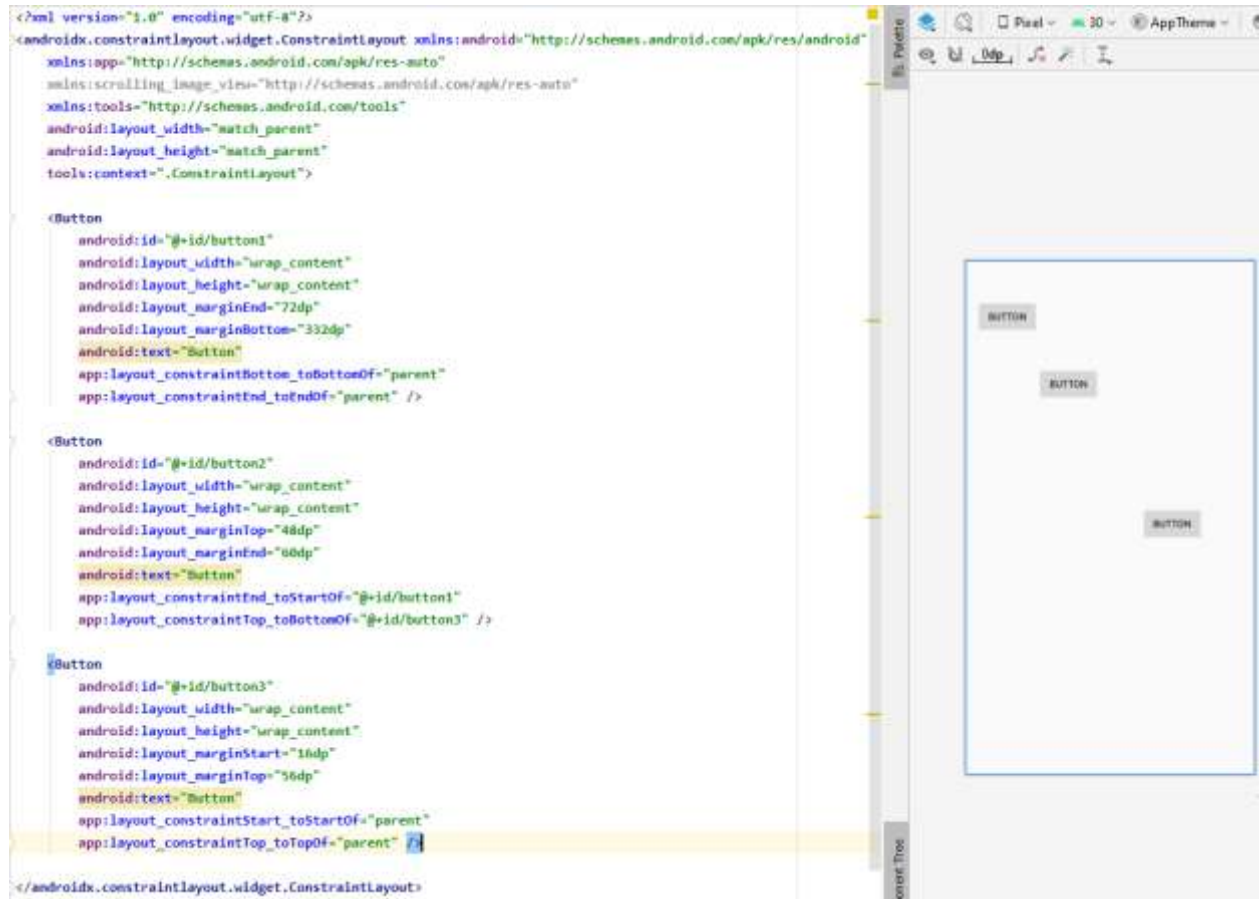 <?xml version="1.0" encoding="utf-8"?>
<androidx.constraintlayout.widget.ConstraintLayout xmlns:android="http://schemas.android.com/apk/res/android"
xmlns:app="http://schemas.android.com/apk/res-auto"
xmlns:scrolling_image_view="http://schemas.android.com/apk/res-auto"
xmlns:tools="http://schemas.android.com/tools"
android:layout_width="match_parent"
android:layout_height="match_parent"
tools:context=".ConstraintLayout">
<Button
android:id="@+id/button1"
android:layout_width="wrap_content"
android:layout_height="wrap_content"
android:layout_marginEnd="72dp"
android:layout_marginBottom="332dp"
android:text="Button"
app:layout_constraintBottom_toBottomOf="parent"
app:layout_constraintEnd_toEndOf="parent" />
<Button
android:id="@+id/button2"
android:layout_width="wrap_content"
android:layout_height="wrap_content"
android:layout_marginTop="48dp"
android:layout_marginEnd="60dp"
android:text="Button"
app:layout_constraintEnd_toStartOf="@+id/button1"
app:layout_constraintTop_toBottomOf="@+id/button3" />
<Button
android:id="@+id/button3"
android:layout_width="wrap_content"
android:layout_height="wrap_content"
android:layout_marginStart="16dp"
android:layout_marginTop="56dp"
android:text="Button"
app:layout_constraintStart_toStartOf="parent"
app:layout_constraintTop_toTopOf="parent" />
</androidx.constraintlayout.widget.ConstraintLayout>
Palette
Pixel 30 AppTheme
0dp
BUTTON
BUTTON
BUTTON
onent Tree